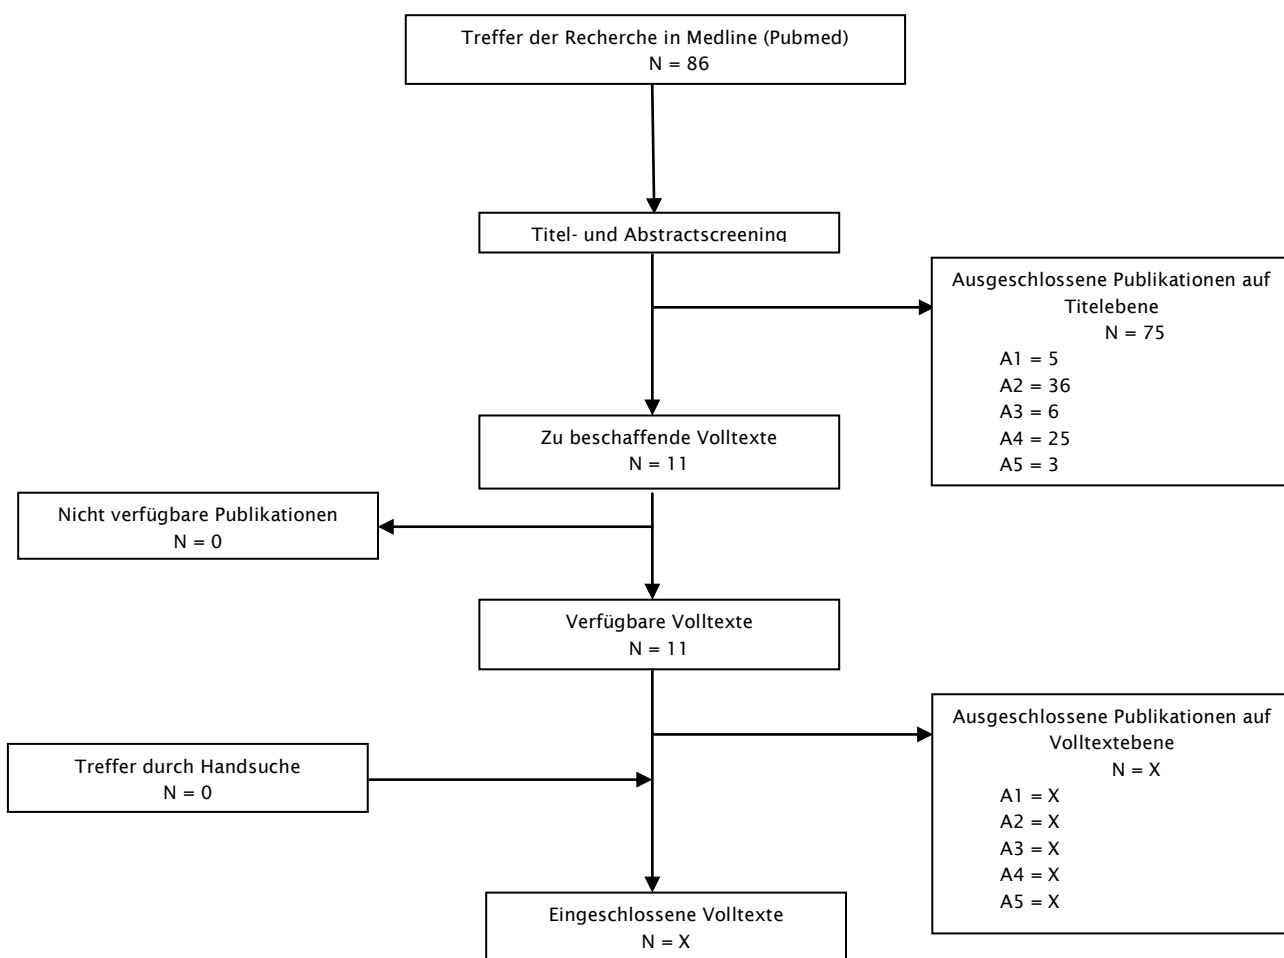 Treffer der Recherche in Medline (Pubmed)
N = 86
Titel- und Abstractscreening
Ausgeschlossene Publikationen auf
Titelebene
N = 75
A1 = 5
A2 = 36
A3 = 6
A4 = 25
A5 = 3
Zu beschaffende Volltexte
N = 11
Nicht verfügbare Publikationen
N = 0
Verfügbare Volltexte
N = 11
Ausgeschlossene Publikationen auf
Volltextebene
N = X
A1 = X
A2 = X
A3 = X
A4 = X
A5 = X
Treffer durch Handsuche
N = 0
Eingeschlossene Volltexte
N = X